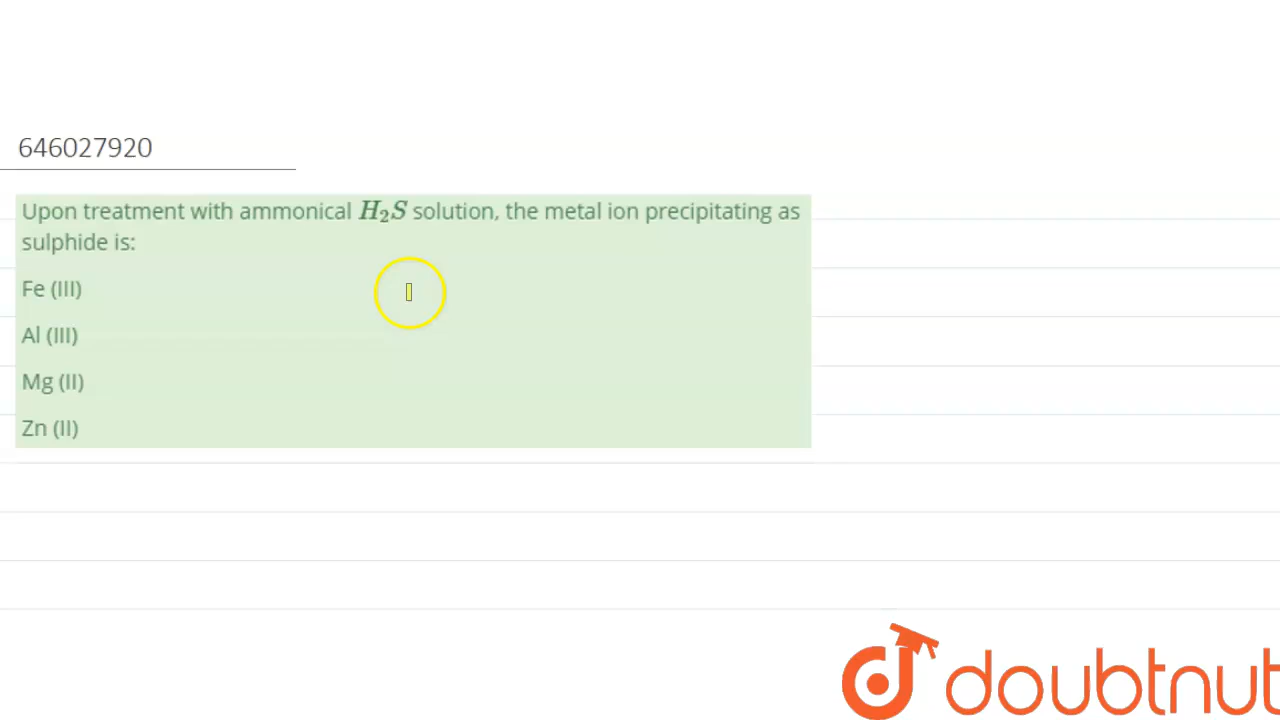 646027920
Upon treatment with ammonical H₂S solution, the metal ion precipitating as
sulphide is:
Fe (III)
Al (III)
Mg (II)
Zn (II)
doubtnut